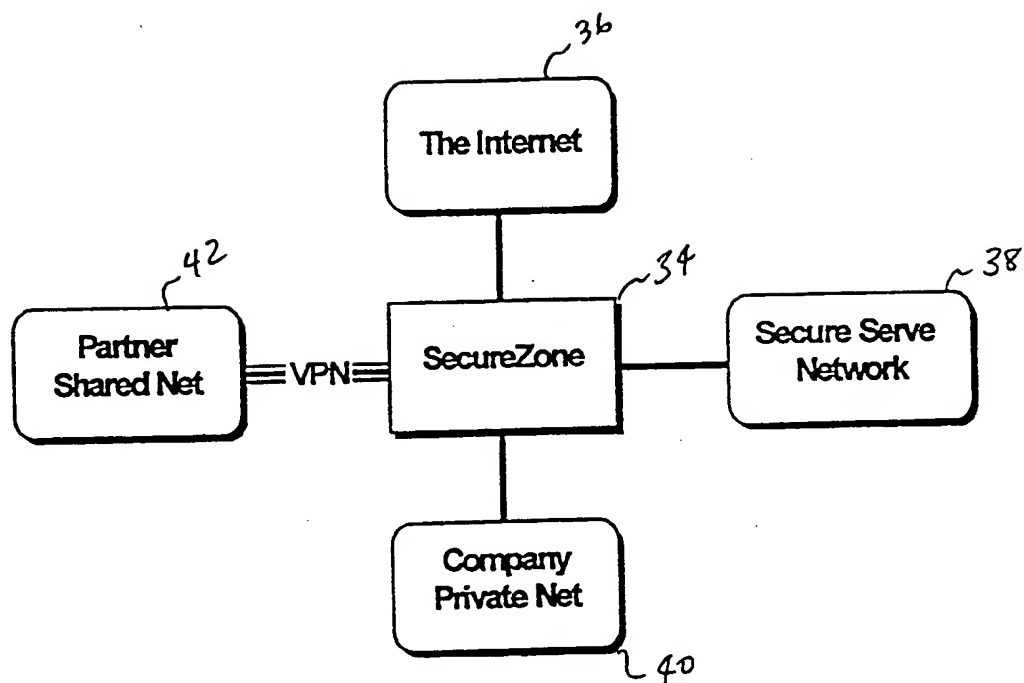 36
The Internet
42
34
38
Partner
Shared Net
VPN
SecureZone
Secure Serve
Network
Company
Private Net
40